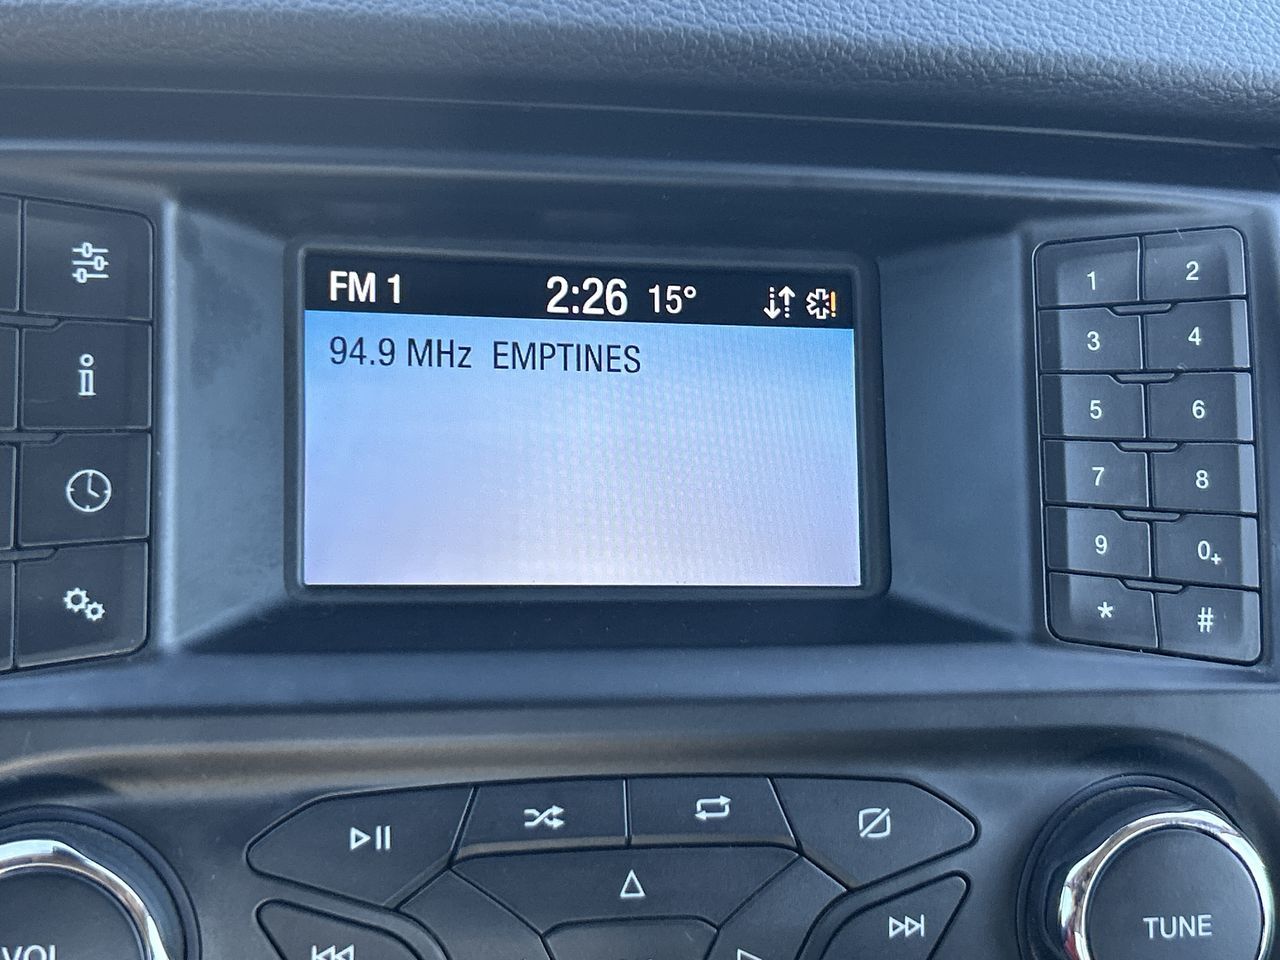 FM 1 2:26 15°
94.9 MHz EMPTINES
1 2
3 4
5 6
7 8
9 0+
* #
VOL
TUNE